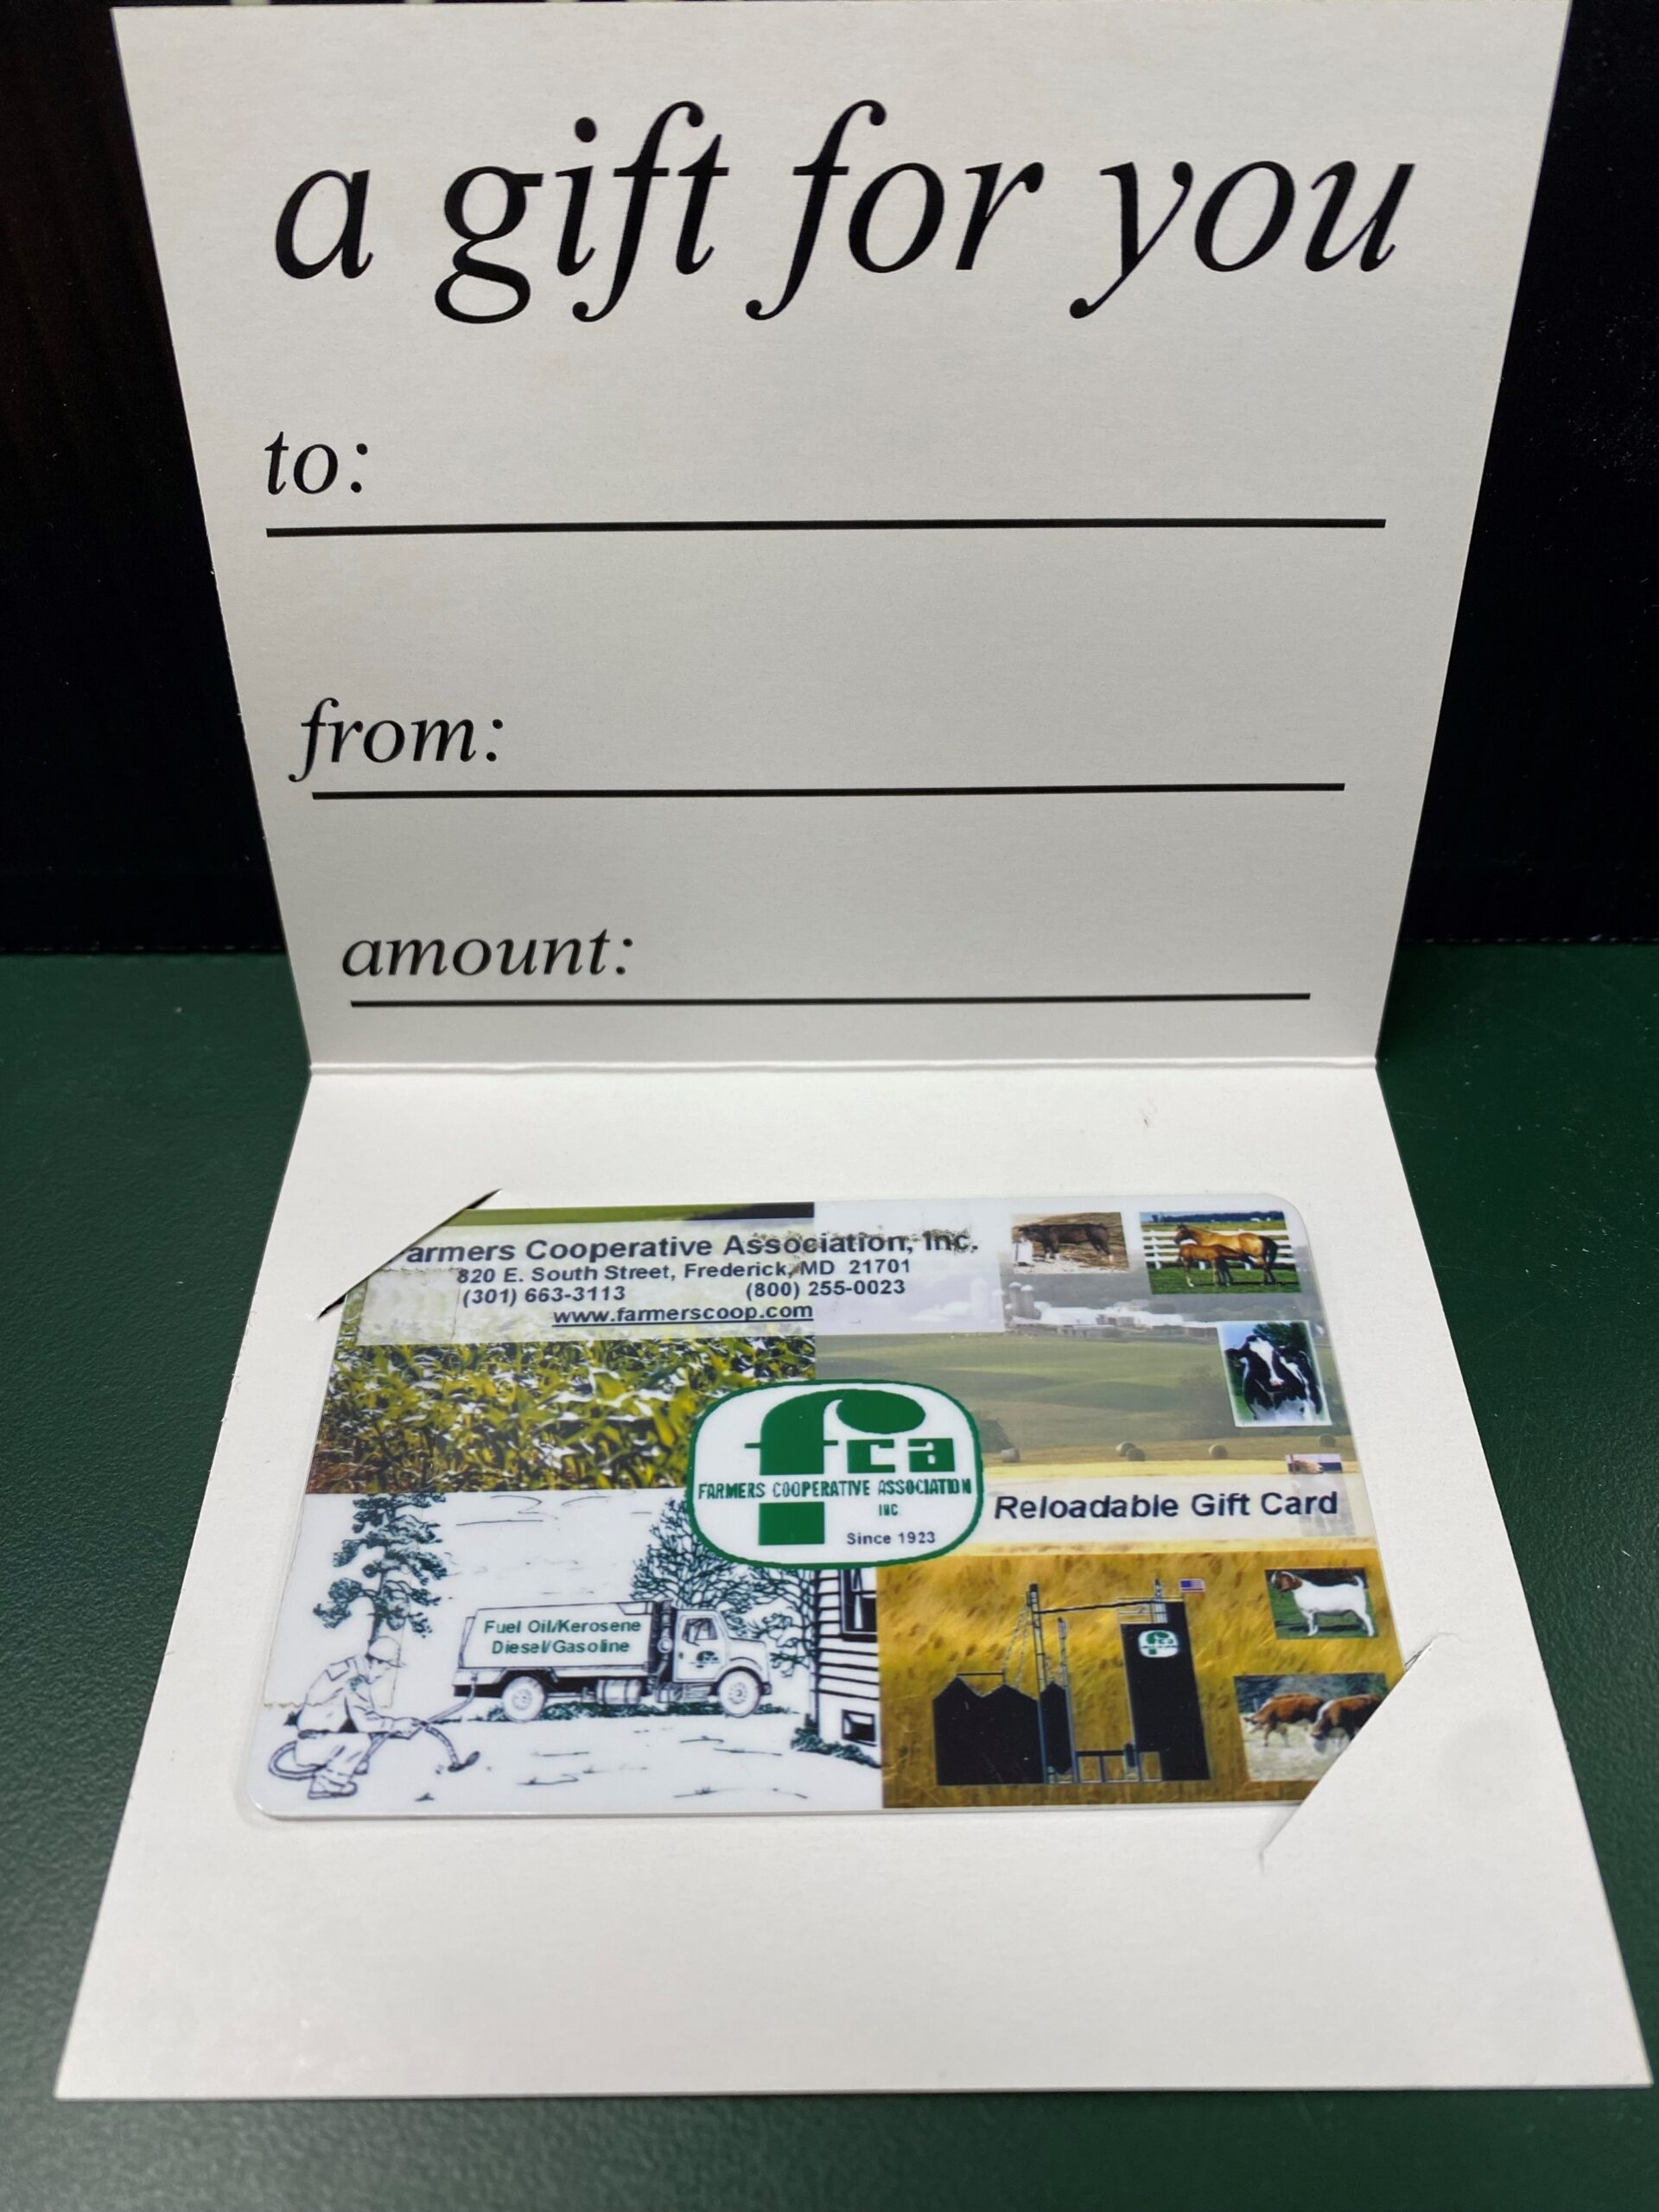 a gift for you
to:
from:
amount:
armers Cooperative Association, Inc.
820 E. South Street, Frederick, MD 21701
(301) 663-3113 (800) 255-0023
www.farmerscoop.com
fca
FARMERS COOPERATIVE ASSOCIATION
INC
Since 1923
Reloadable Gift Card
Fuel Oil/Kerosene
Diesel/Gasoline